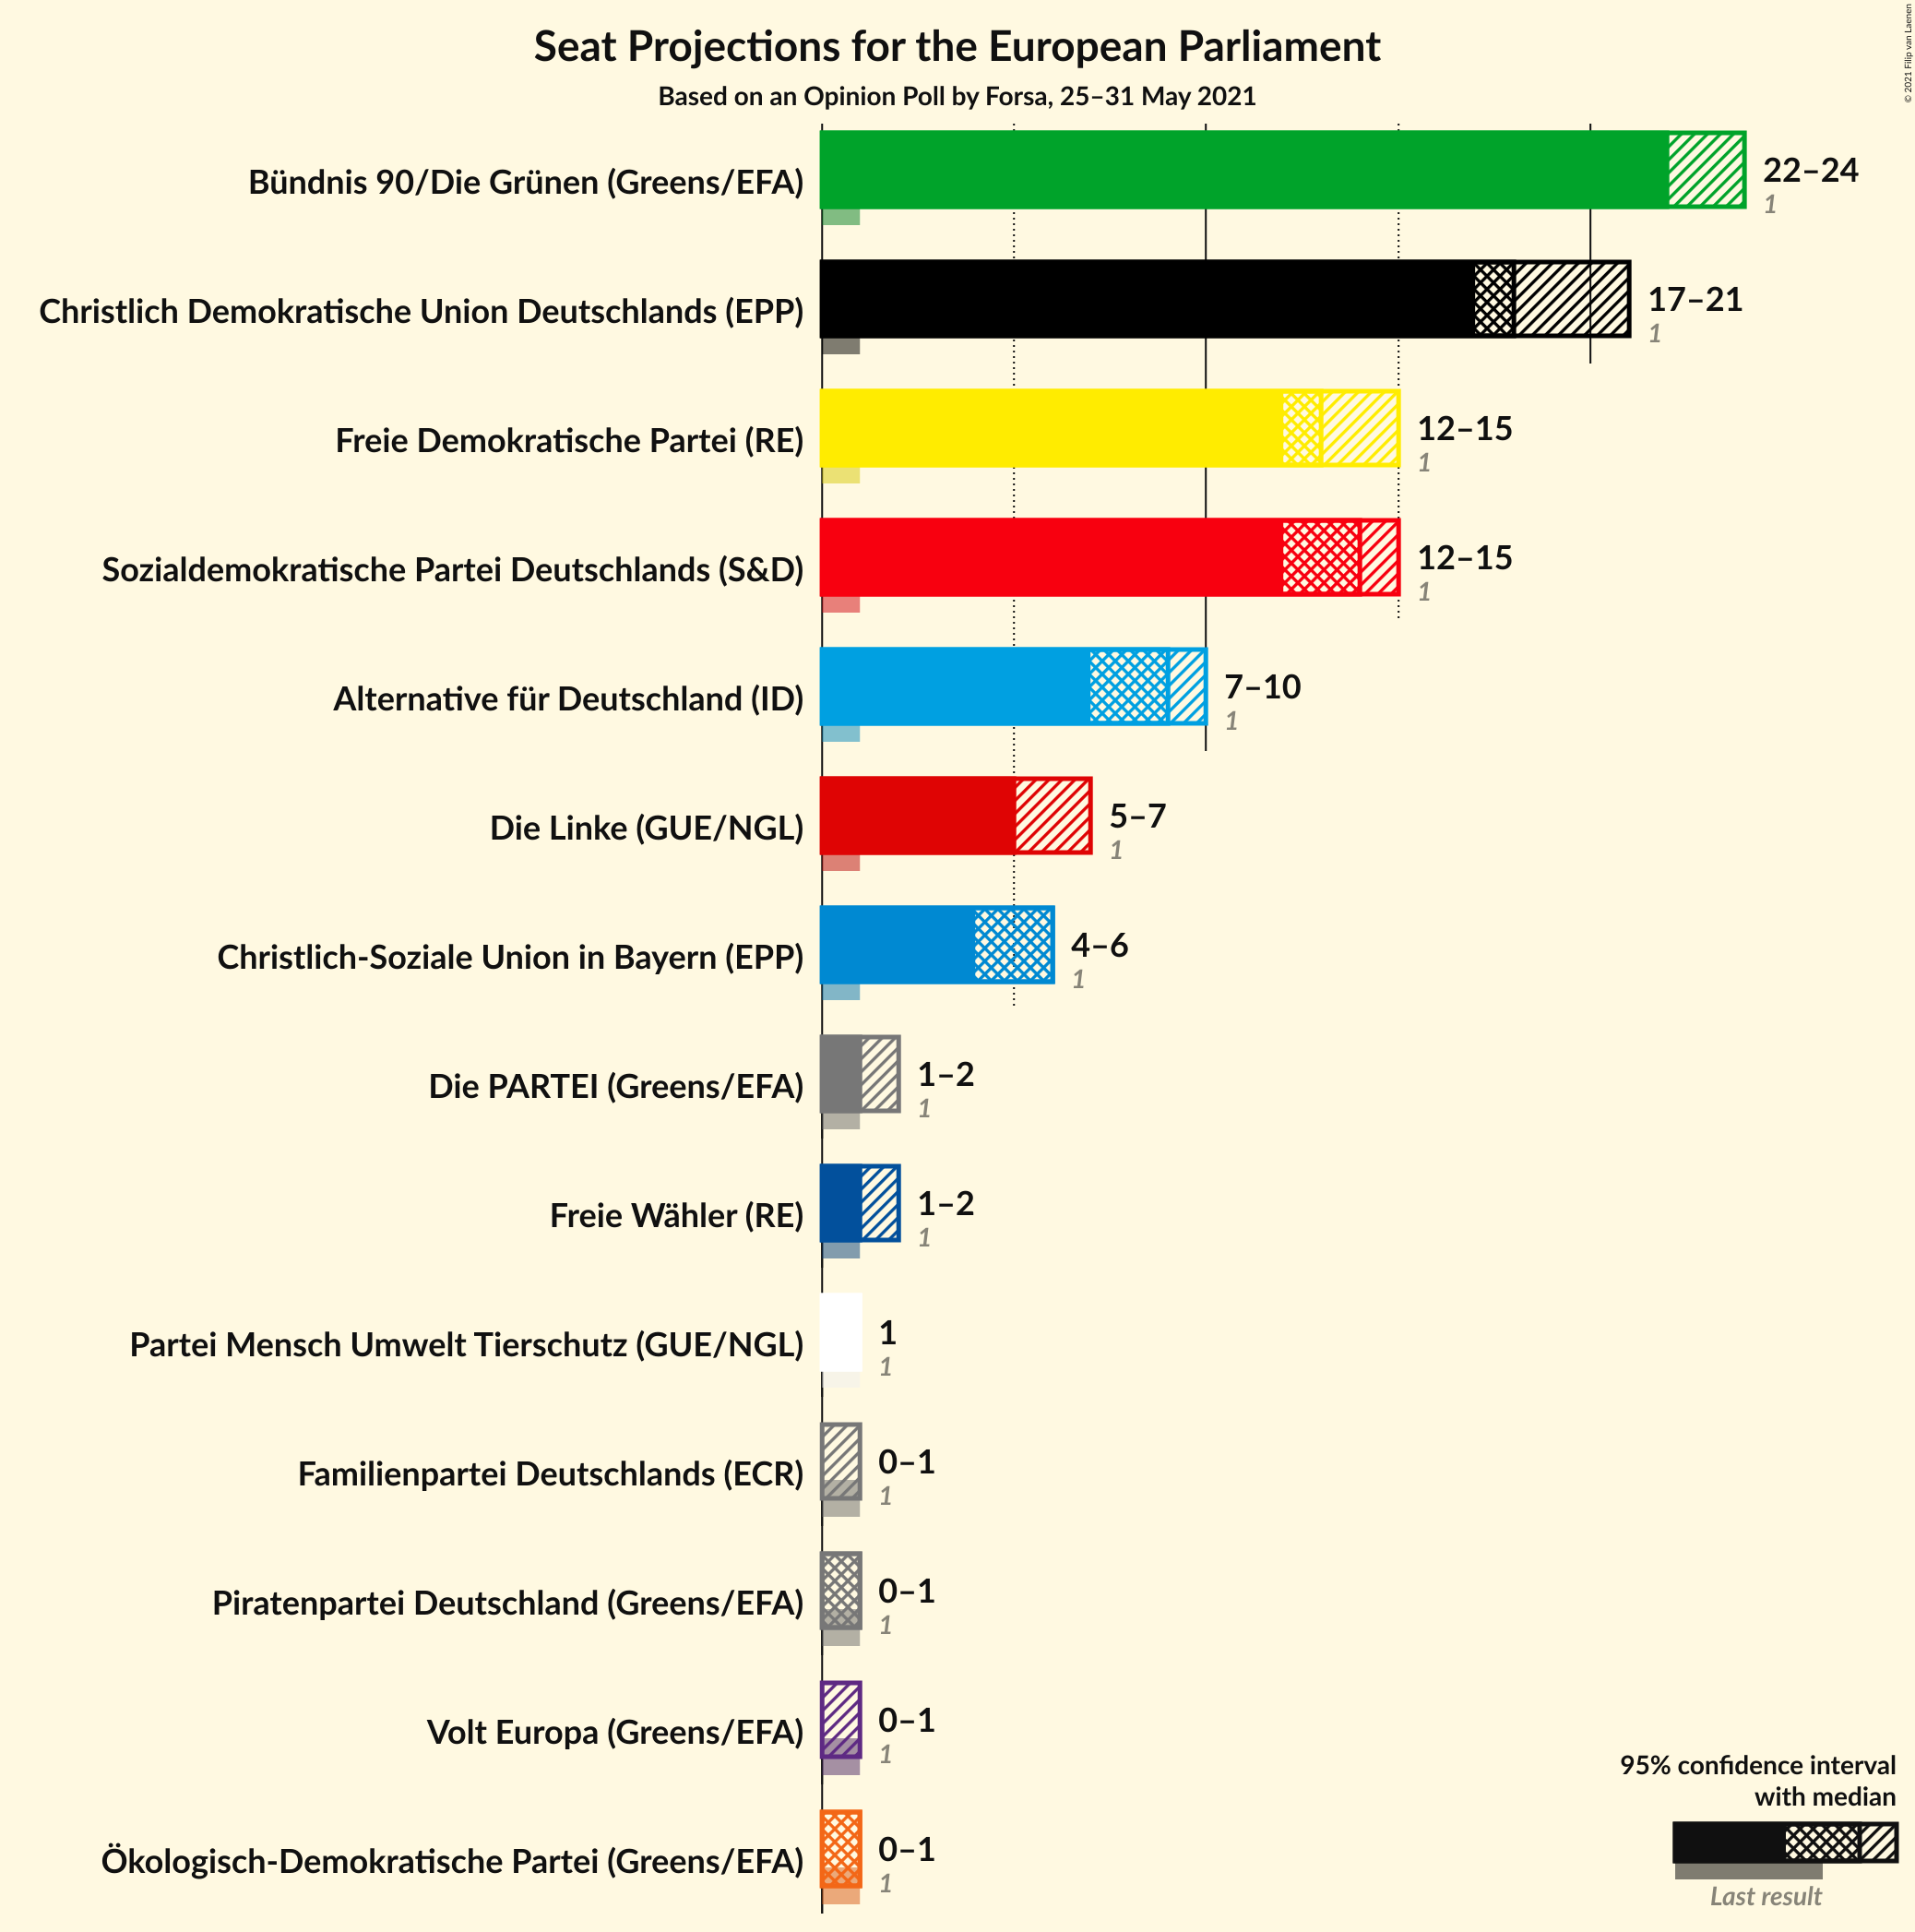 Seat Projections for the European Parliament
Based on an Opinion Poll by Forsa, 25–31 May 2021
© 2021 Filip van Laenen
Bündnis 90/Die Grünen (Greens/EFA)
22–24
1
Christlich Demokratische Union Deutschlands (EPP)
17–21
1
Freie Demokratische Partei (RE)
12–15
1
Sozialdemokratische Partei Deutschlands (S&D)
12–15
1
Alternative für Deutschland (ID)
7–10
1
Die Linke (GUE/NGL)
5–7
1
Christlich-Soziale Union in Bayern (EPP)
4–6
1
Die PARTEI (Greens/EFA)
1–2
1
Freie Wähler (RE)
1–2
1
Partei Mensch Umwelt Tierschutz (GUE/NGL)
1
1
Familienpartei Deutschlands (ECR)
0–1
1
Piratenpartei Deutschland (Greens/EFA)
0–1
1
Volt Europa (Greens/EFA)
0–1
1
Ökologisch-Demokratische Partei (Greens/EFA)
0–1
1
95% confidence interval
with median
Last result